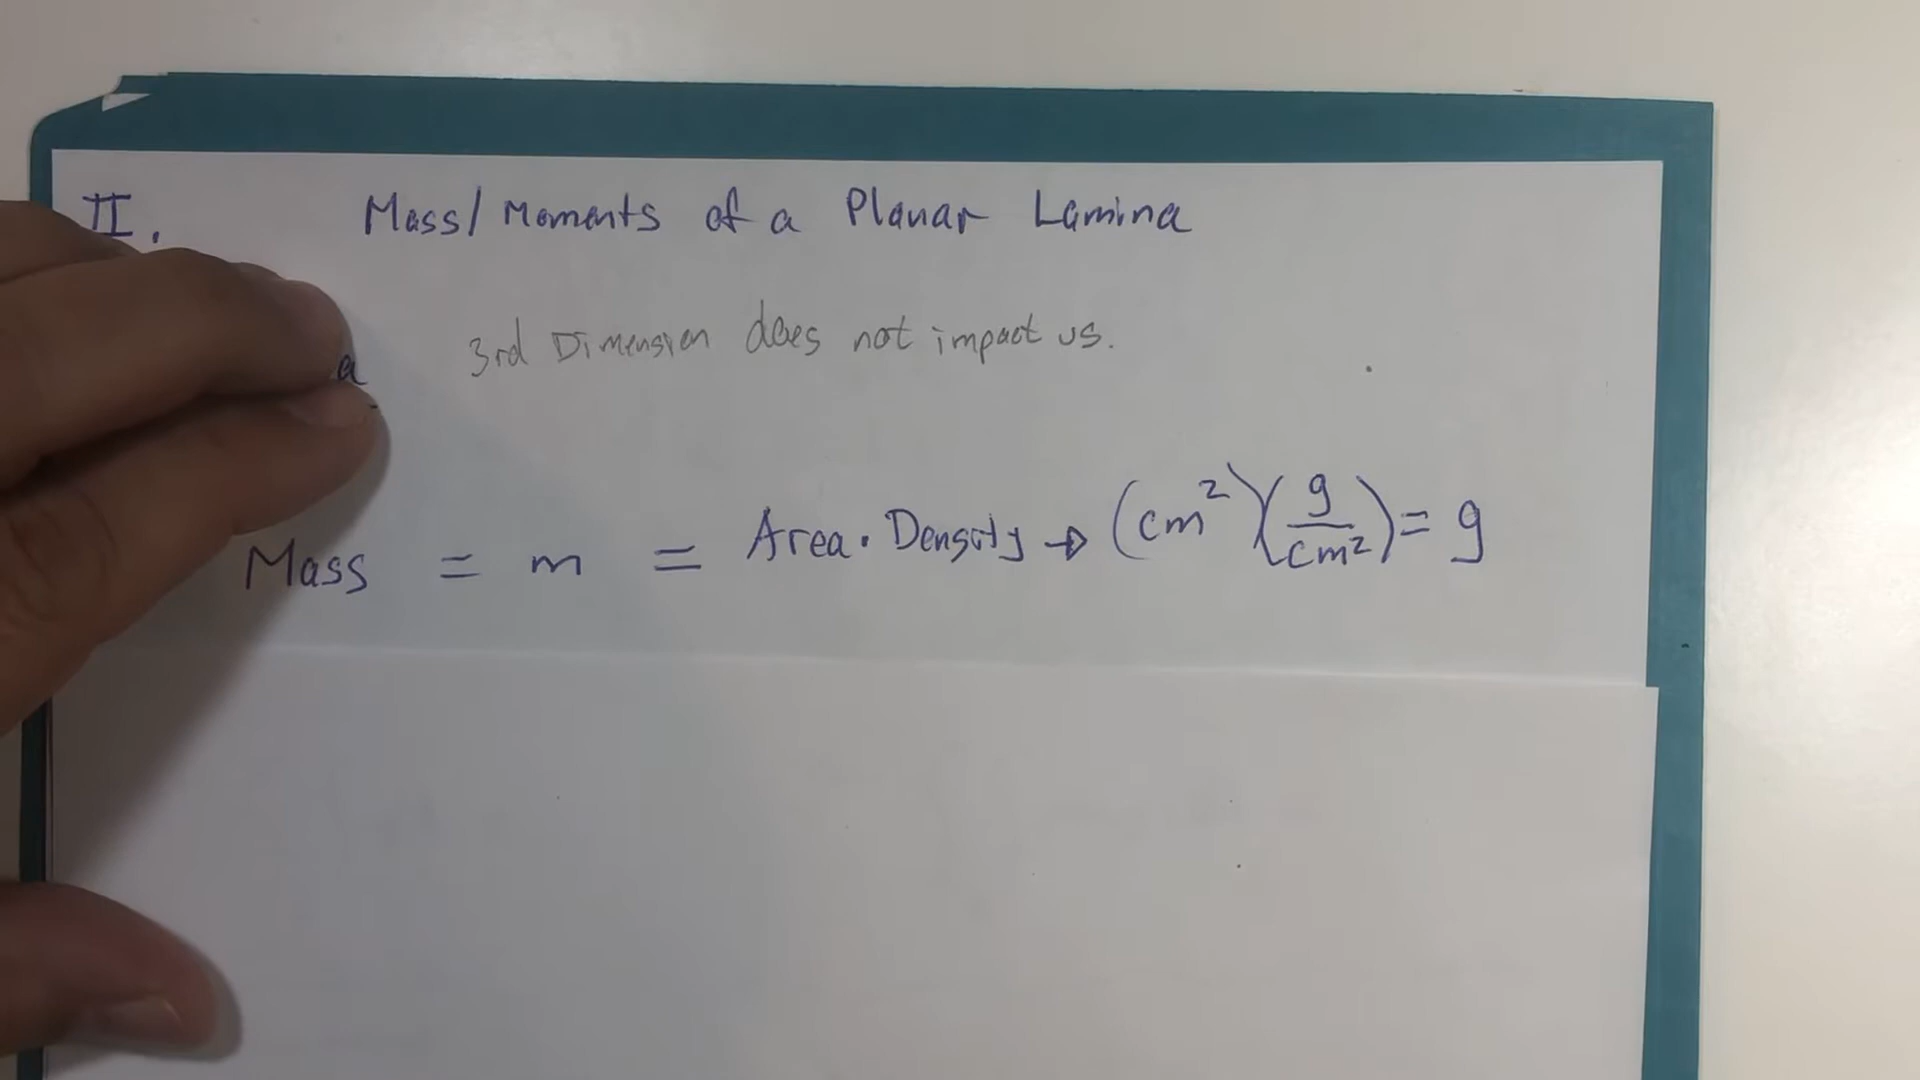 II. Mass/Moments of a Planar Lamina
3rd Dimension does not impact us.
Mass = m = Area · Density → (cm²)(g/cm²) = g